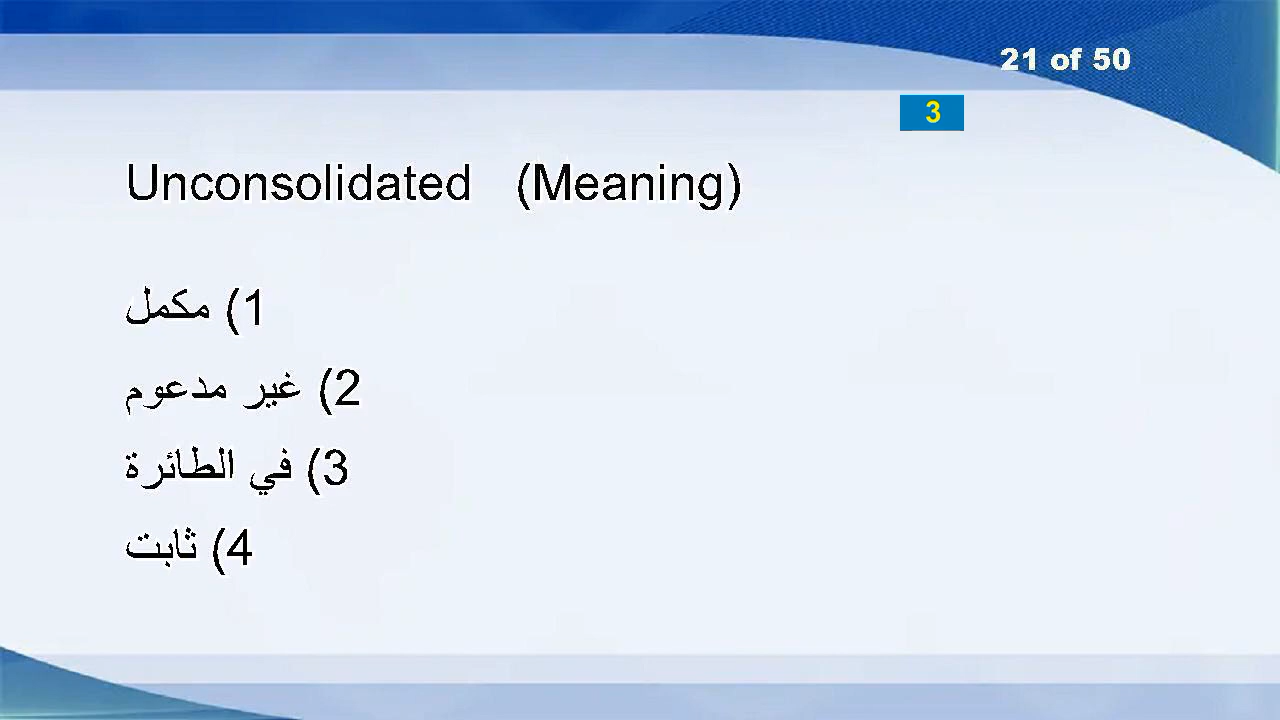 21 of 50
3
Unconsolidated (Meaning)
1) مكمل
2) غير مدعوم
3) في الطائرة
4) ثابت